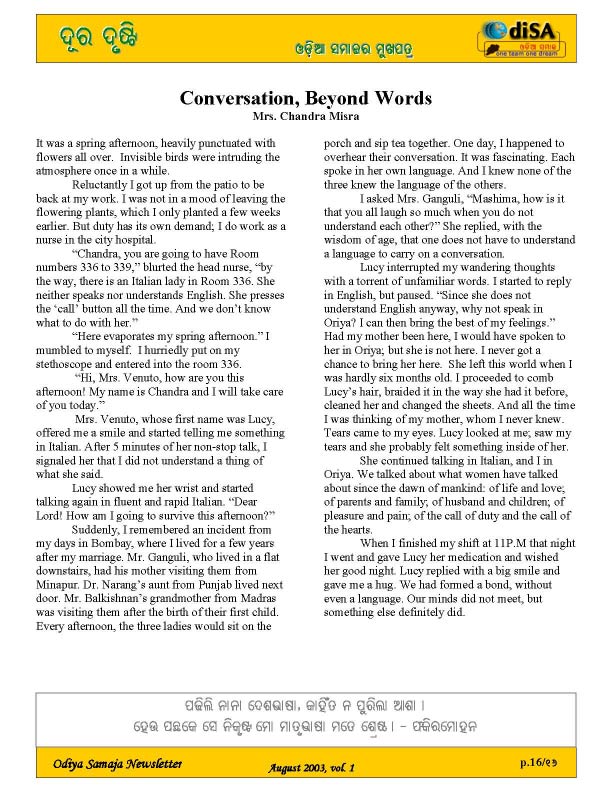 ଦୂର ଦୃଷ୍ଟି
ଓଡ଼ିଆ ସମାଜର ମୁଖପତ୍ର
diSA
ଓଡ଼ିଆ ସମାଜ
one team one dream
Conversation, Beyond Words
Mrs. Chandra Misra
It was a spring afternoon, heavily punctuated with
flowers all over.  Invisible birds were intruding the
atmosphere once in a while.
Reluctantly I got up from the patio to be
back at my work. I was not in a mood of leaving the
flowering plants, which I only planted a few weeks
earlier. But duty has its own demand; I do work as a
nurse in the city hospital.
“Chandra, you are going to have Room
numbers 336 to 339,” blurted the head nurse, “by
the way, there is an Italian lady in Room 336. She
neither speaks nor understands English. She presses
the ‘call’ button all the time. And we don’t know
what to do with her.”
“Here evaporates my spring afternoon.” I
mumbled to myself.  I hurriedly put on my
stethoscope and entered into the room 336.
“Hi, Mrs. Venuto, how are you this
afternoon! My name is Chandra and I will take care
of you today.”
Mrs. Venuto, whose first name was Lucy,
offered me a smile and started telling me something
in Italian. After 5 minutes of her non-stop talk, I
signaled her that I did not understand a thing of
what she said.
Lucy showed me her wrist and started
talking again in fluent and rapid Italian. “Dear
Lord! How am I going to survive this afternoon?”
Suddenly, I remembered an incident from
my days in Bombay, where I lived for a few years
after my marriage. Mr. Ganguli, who lived in a flat
downstairs, had his mother visiting them from
Minapur. Dr. Narang’s aunt from Punjab lived next
door. Mr. Balkishnan’s grandmother from Madras
was visiting them after the birth of their first child.
Every afternoon, the three ladies would sit on the
porch and sip tea together. One day, I happened to
overhear their conversation. It was fascinating. Each
spoke in her own language. And I knew none of the
three knew the language of the others.
I asked Mrs. Ganguli, “Mashima, how is it
that you all laugh so much when you do not
understand each other?” She replied, with the
wisdom of age, that one does not have to understand
a language to carry on a conversation.
Lucy interrupted my wandering thoughts
with a torrent of unfamiliar words. I started to reply
in English, but paused. “Since she does not
understand English anyway, why not speak in
Oriya? I can then bring the best of my feelings.”
Had my mother been here, I would have spoken to
her in Oriya; but she is not here. I never got a
chance to bring her here.  She left this world when I
was hardly six months old. I proceeded to comb
Lucy’s hair, braided it in the way she had it before,
cleaned her and changed the sheets. And all the time
I was thinking of my mother, whom I never knew.
Tears came to my eyes. Lucy looked at me; saw my
tears and she probably felt something inside of her.
She continued talking in Italian, and I in
Oriya. We talked about what women have talked
about since the dawn of mankind: of life and love;
of parents and family; of husband and children; of
pleasure and pain; of the call of duty and the call of
the hearts.
When I finished my shift at 11P.M that night
I went and gave Lucy her medication and wished
her good night. Lucy replied with a big smile and
gave me a hug. We had formed a bond, without
even a language. Our minds did not meet, but
something else definitely did.
ପଢ଼ିଲି ନାନା ଦେଶଭାଷା, କାହିଁତ ନ ପୁରିଲା ଆଶା ।
ହେଉ ପଛକେ ସେ ନିକୃଷ୍ଟ ମୋ ମାତୃଭାଷା ମତେ ଶ୍ରେଷ୍ଠ । - ଫକିରମୋହନ
Odiya Samaja Newsletter
August 2003, vol. 1
p.16/୧୬